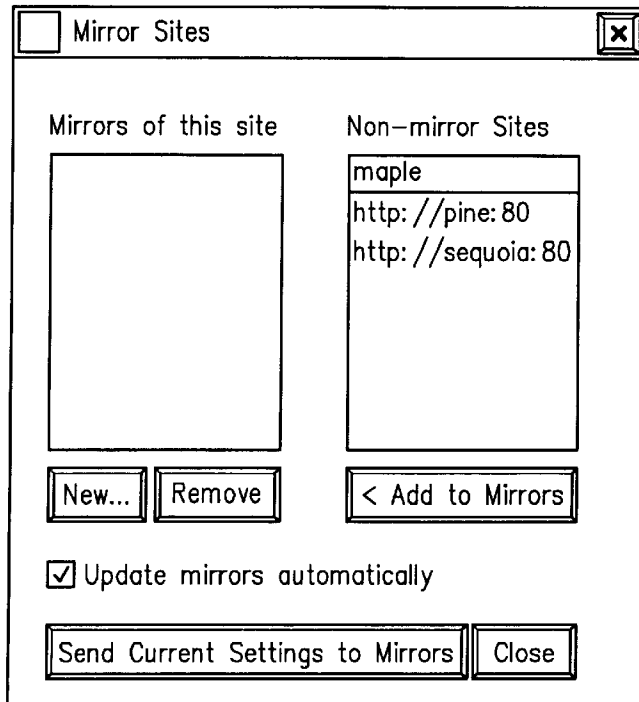 Mirror Sites
Mirrors of this site
Non-mirror Sites
maple
http: //pine: 80
http: //sequoia: 80
New...
Remove
< Add to Mirrors
Update mirrors automatically
Send Current Settings to Mirrors
Close